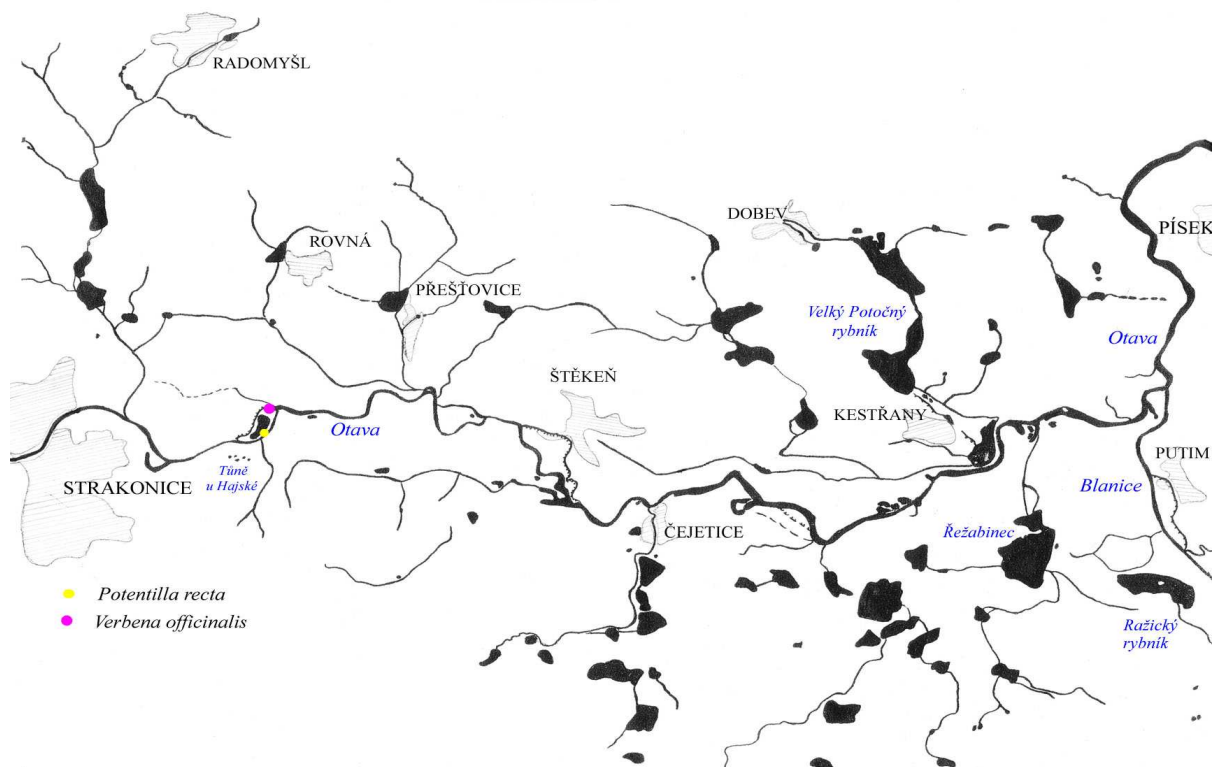 RADOMYŠL
DOBEV
PÍSEK
ROVNÁ
PŘEŠŤOVICE
Velký Potočný
rybník
Otava
ŠTĚKEŇ
KESTŘANY
Otava
PUTIM
Tůně
u Hajské
STRAKONICE
Blanice
ČEJETICE
Řežabinec
Potentilla recta
Verbena officinalis
Ražický
rybník